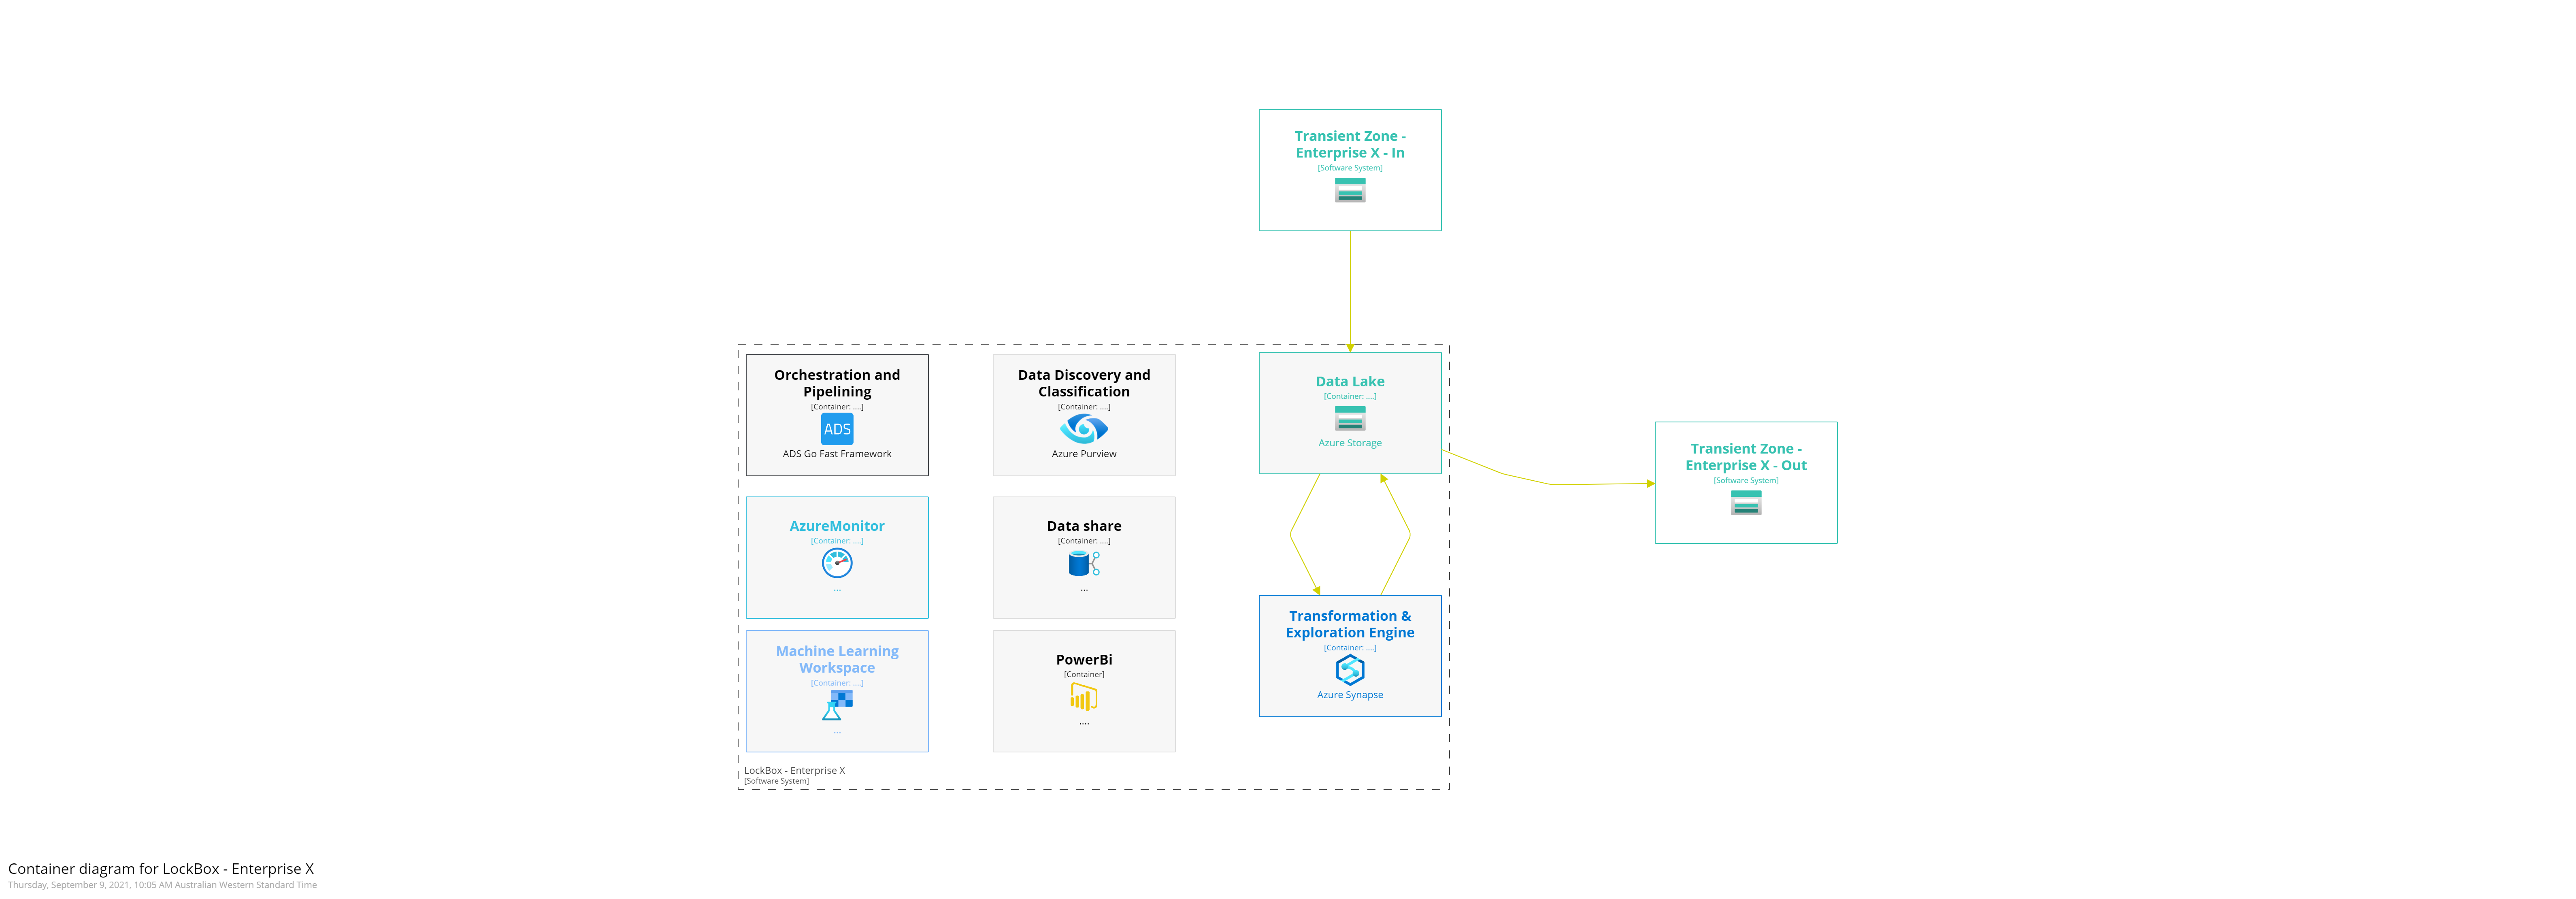 Transient Zone -
Enterprise X - In
[Software System]
Orchestration and
Pipelining
[Container: ....]
ADS
ADS Go Fast Framework
Data Discovery and
Classification
[Container: ....]
Azure Purview
Data Lake
[Container: ....]
Azure Storage
Transient Zone -
Enterprise X - Out
[Software System]
AzureMonitor
[Container: ....]
...
Data share
[Container: ....]
...
Transformation &
Exploration Engine
[Container: ....]
Azure Synapse
Machine Learning
Workspace
[Container: ....]
...
PowerBi
[Container]
....
LockBox - Enterprise X
[Software System]
Container diagram for LockBox - Enterprise X
Thursday, September 9, 2021, 10:05 AM Australian Western Standard Time